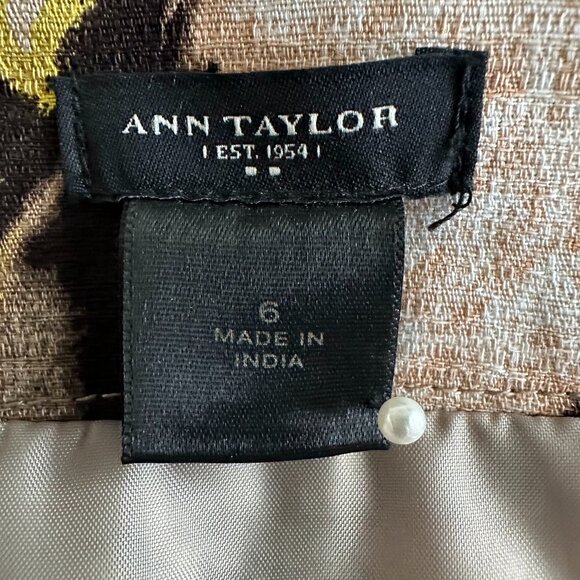 ANN TAYLOR
| EST. 1954 |
6
MADE IN
INDIA